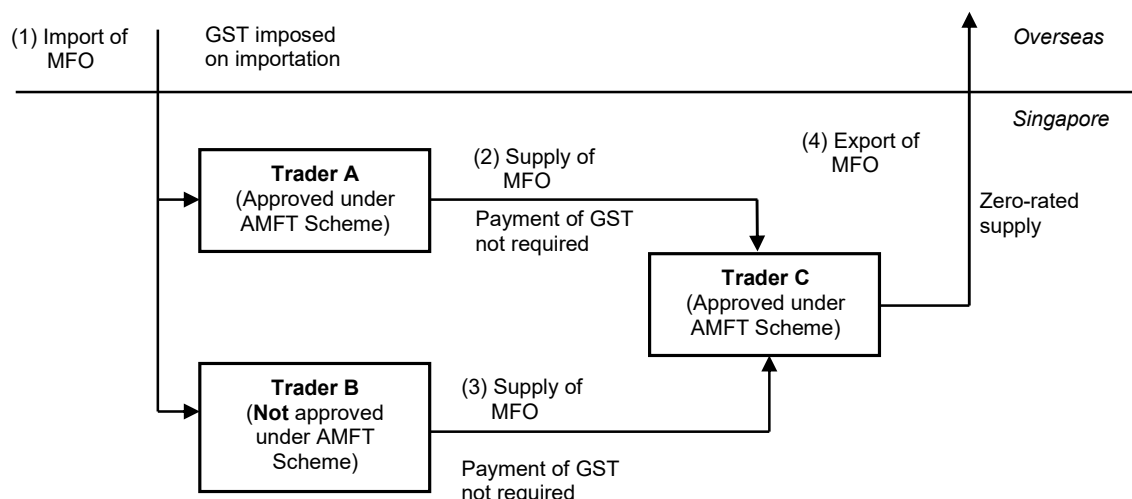 (1) Import of
MFO
GST imposed
on importation
Overseas
Singapore
Trader A
(Approved under
AMFT Scheme)
(2) Supply of
MFO
Payment of GST
not required
(4) Export of
MFO
Zero-rated
supply
Trader C
(Approved under
AMFT Scheme)
Trader B
(Not approved
under AMFT
Scheme)
(3) Supply of
MFO
Payment of GST
not required